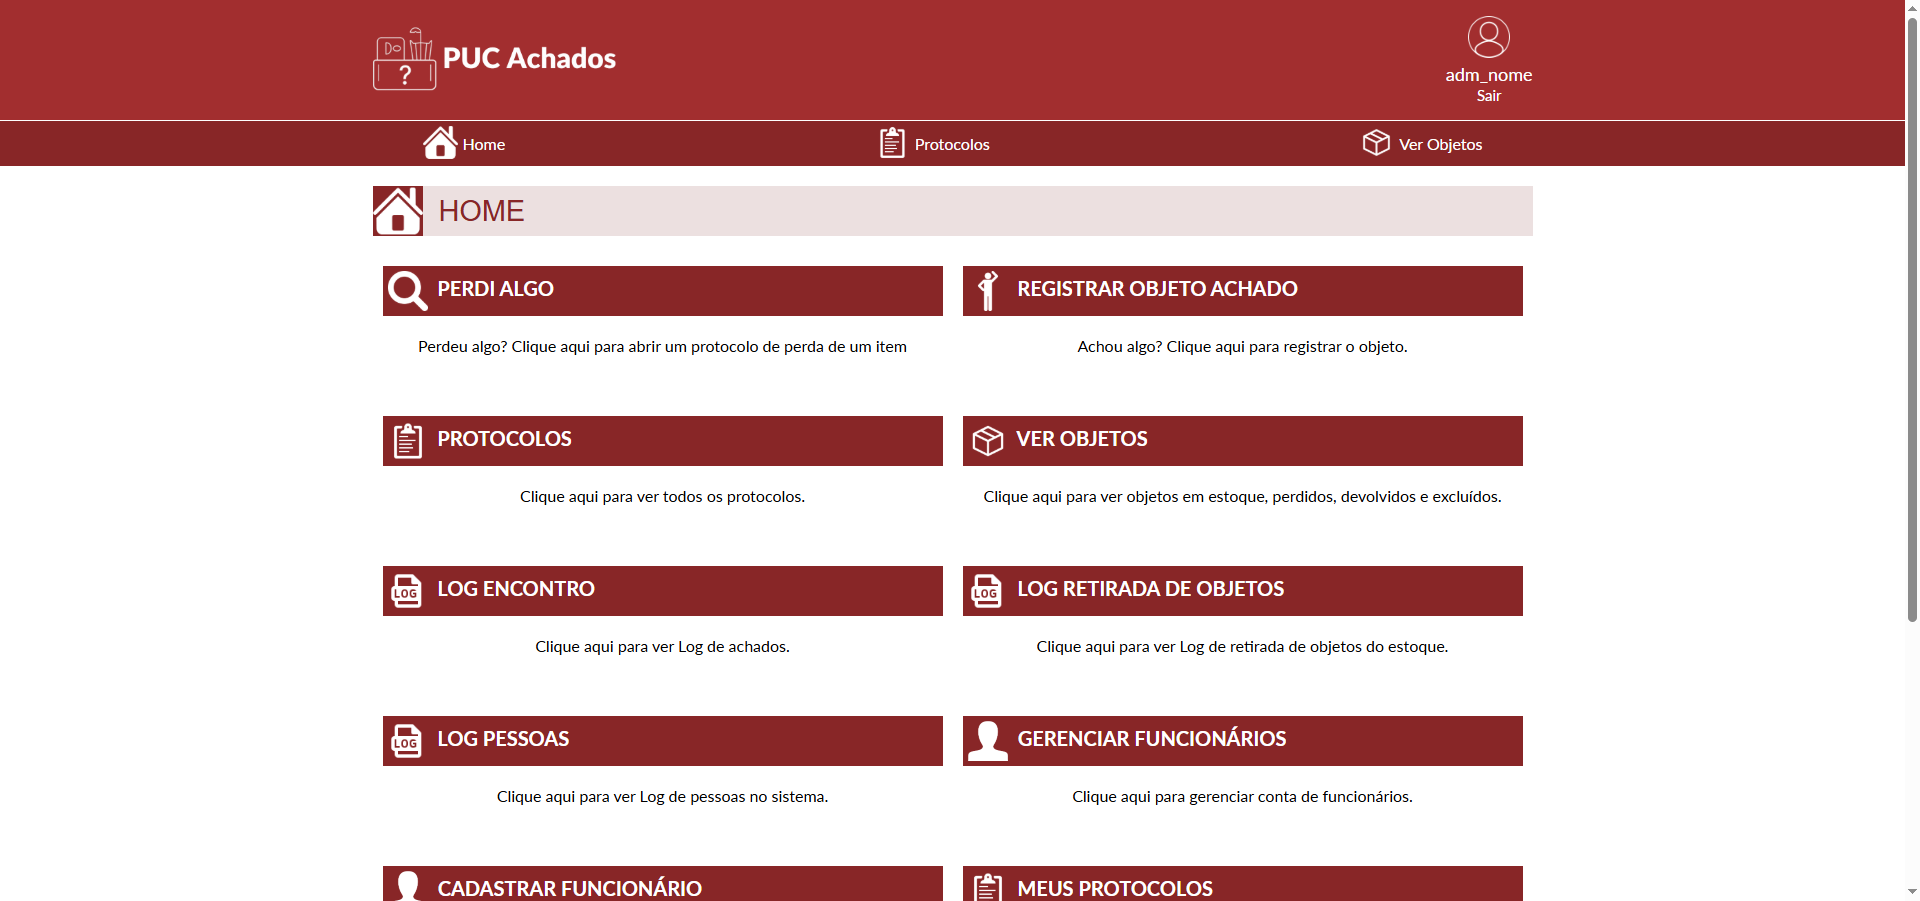 Do
?
PUC Achados
adm_nome
Sair
Home
Protocolos
Ver Objetos
HOME
PERDI ALGO
REGISTRAR OBJETO ACHADO
Perdeu algo? Clique aqui para abrir um protocolo de perda de um item
Achou algo? Clique aqui para registrar o objeto.
PROTOCOLOS
VER OBJETOS
Clique aqui para ver todos os protocolos.
Clique aqui para ver objetos em estoque, perdidos, devolvidos e excluídos.
LOG
LOG ENCONTRO
LOG
LOG RETIRADA DE OBJETOS
Clique aqui para ver Log de achados.
Clique aqui para ver Log de retirada de objetos do estoque.
LOG
LOG PESSOAS
GERENCIAR FUNCIONÁRIOS
Clique aqui para ver Log de pessoas no sistema.
Clique aqui para gerenciar conta de funcionários.
CADASTRAR FUNCIONÁRIO
MEUS PROTOCOLOS